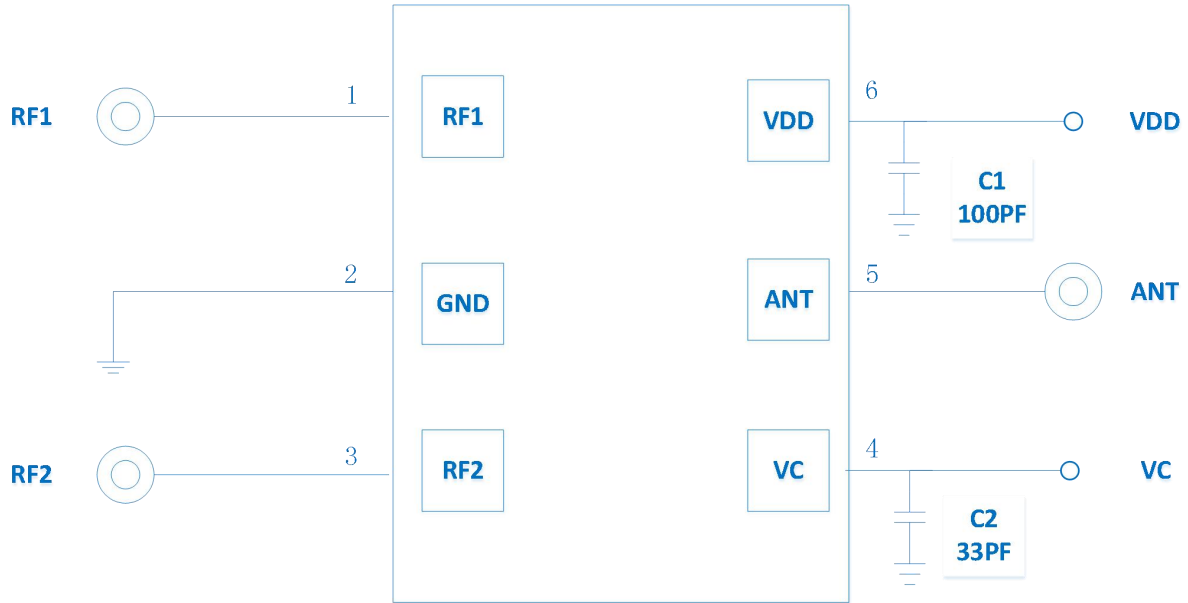 RF1
1
RF1
VDD
6
VDD
C1
100PF
2
GND
ANT
5
ANT
RF2
3
RF2
VC
4
VC
C2
33PF